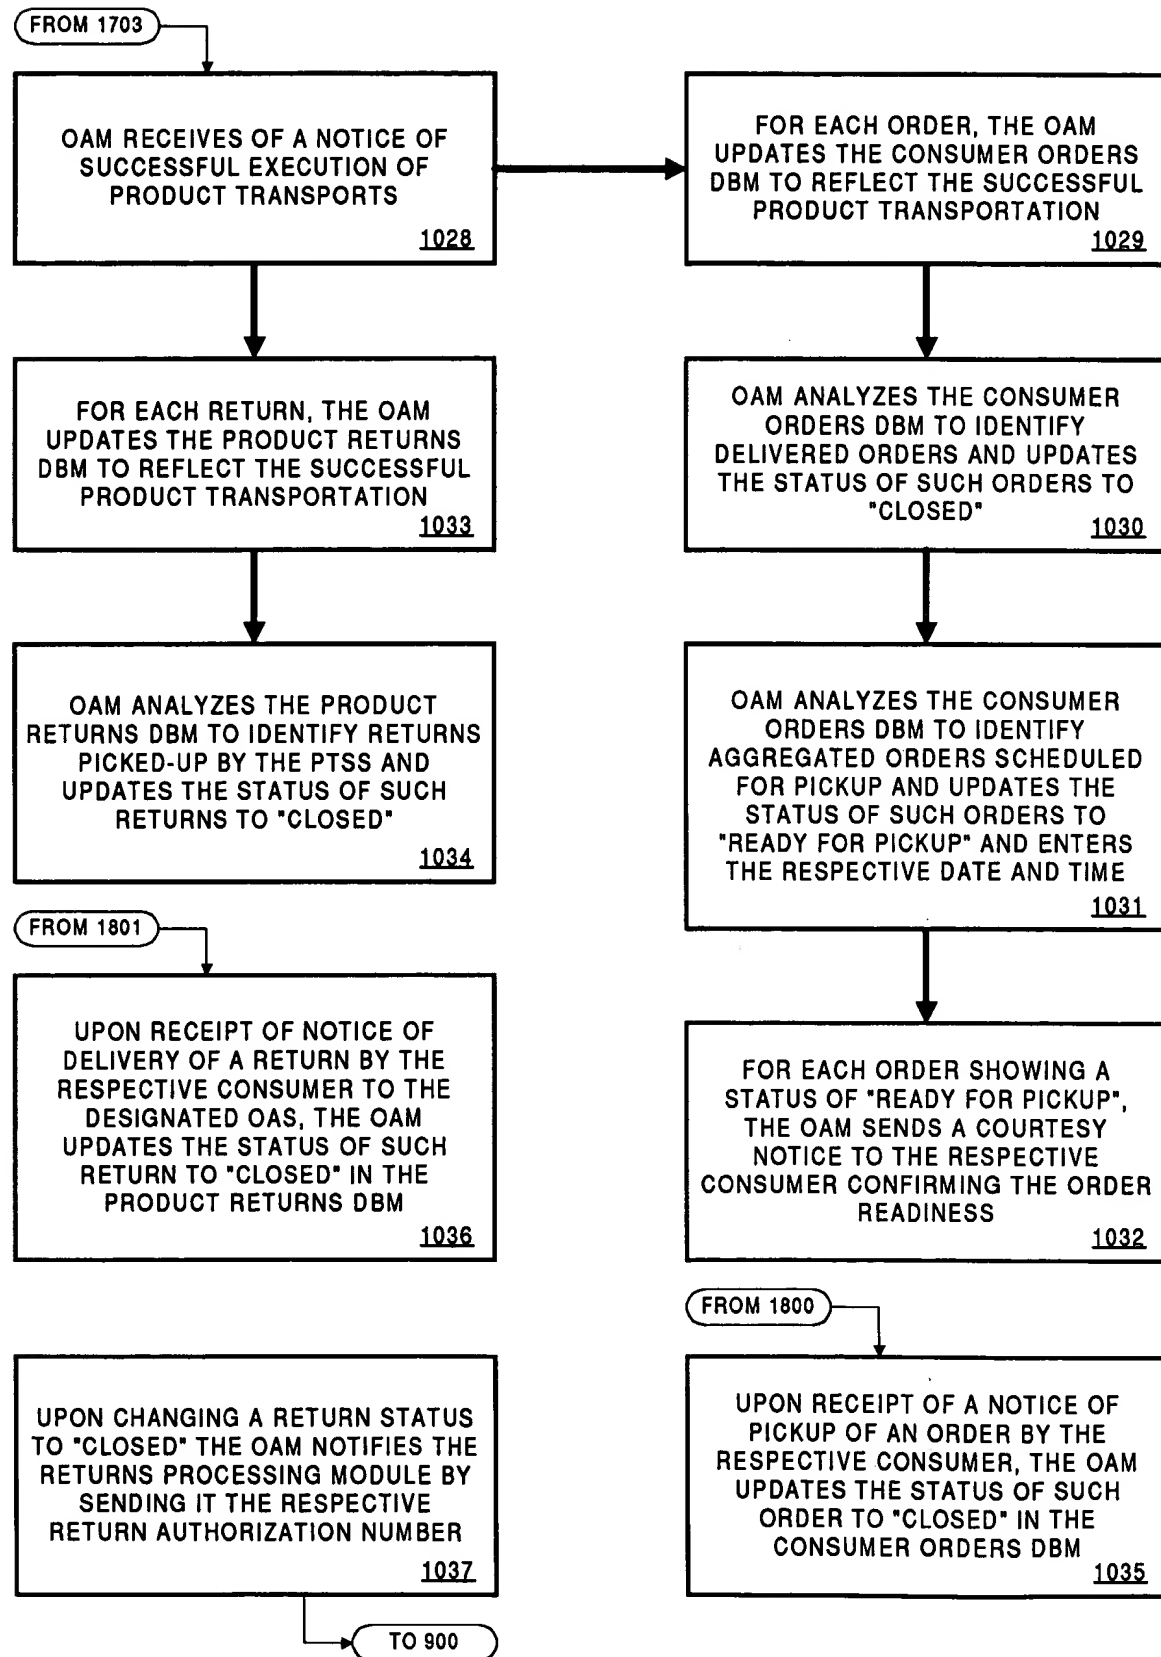 FROM 1703
OAM RECEIVES OF A NOTICE OF
SUCCESSFUL EXECUTION OF
PRODUCT TRANSPORTS
1028
FOR EACH ORDER, THE OAM
UPDATES THE CONSUMER ORDERS
DBM TO REFLECT THE SUCCESSFUL
PRODUCT TRANSPORTATION
1029
FOR EACH RETURN, THE OAM
UPDATES THE PRODUCT RETURNS
DBM TO REFLECT THE SUCCESSFUL
PRODUCT TRANSPORTATION
1033
OAM ANALYZES THE CONSUMER
ORDERS DBM TO IDENTIFY
DELIVERED ORDERS AND UPDATES
THE STATUS OF SUCH ORDERS TO
"CLOSED"
1030
OAM ANALYZES THE PRODUCT
RETURNS DBM TO IDENTIFY RETURNS
PICKED-UP BY THE PTSS AND
UPDATES THE STATUS OF SUCH
RETURNS TO "CLOSED"
1034
OAM ANALYZES THE CONSUMER
ORDERS DBM TO IDENTIFY
AGGREGATED ORDERS SCHEDULED
FOR PICKUP AND UPDATES THE
STATUS OF SUCH ORDERS TO
"READY FOR PICKUP" AND ENTERS
THE RESPECTIVE DATE AND TIME
1031
FROM 1801
UPON RECEIPT OF NOTICE OF
DELIVERY OF A RETURN BY THE
RESPECTIVE CONSUMER TO THE
DESIGNATED OAS, THE OAM
UPDATES THE STATUS OF SUCH
RETURN TO "CLOSED" IN THE
PRODUCT RETURNS DBM
1036
FOR EACH ORDER SHOWING A
STATUS OF "READY FOR PICKUP",
THE OAM SENDS A COURTESY
NOTICE TO THE RESPECTIVE
CONSUMER CONFIRMING THE ORDER
READINESS
1032
FROM 1800
UPON CHANGING A RETURN STATUS
TO "CLOSED" THE OAM NOTIFIES THE
RETURNS PROCESSING MODULE BY
SENDING IT THE RESPECTIVE
RETURN AUTHORIZATION NUMBER
1037
UPON RECEIPT OF A NOTICE OF
PICKUP OF AN ORDER BY THE
RESPECTIVE CONSUMER, THE OAM
UPDATES THE STATUS OF SUCH
ORDER TO "CLOSED" IN THE
CONSUMER ORDERS DBM
1035
TO 900